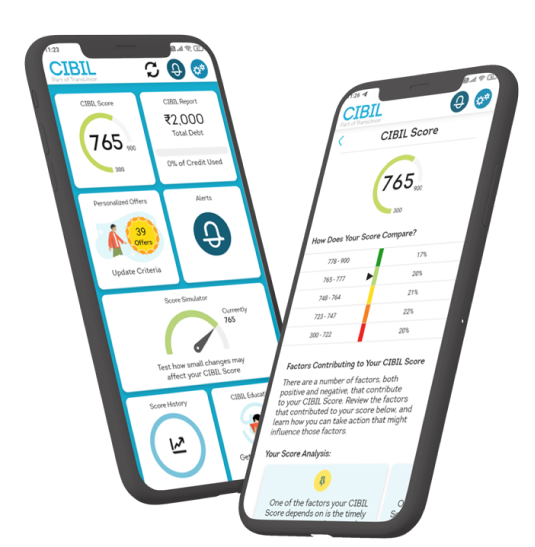 11:23
CIBIL
Part of TransUnion
CIBIL Score
765
900
300
CIBIL Report
₹2,000
Total Debt
0% of Credit Used
Personalized Offers
39
Offers
Update Criteria
Alerts
Score Simulator
Currently
765
Test how small changes may
affect your CIBIL Score
Score History
CIBIL Educat
Get
1:26
CIBIL
Part of TransUnion
CIBIL Score
765
900
300
How Does Your Score Compare?
778 - 900
17%
765 - 777
20%
748 - 764
21%
723 - 747
22%
300 - 722
20%
Factors Contributing to Your CIBIL Score
There are a number of factors, both
positive and negative, that contribute
to your CIBIL Score. Review the factors
that contributed to your score below, and
learn how you can take action that might
influence those factors.
Your Score Analysis:
One of the factors your CIBIL
Score depends on is the timely